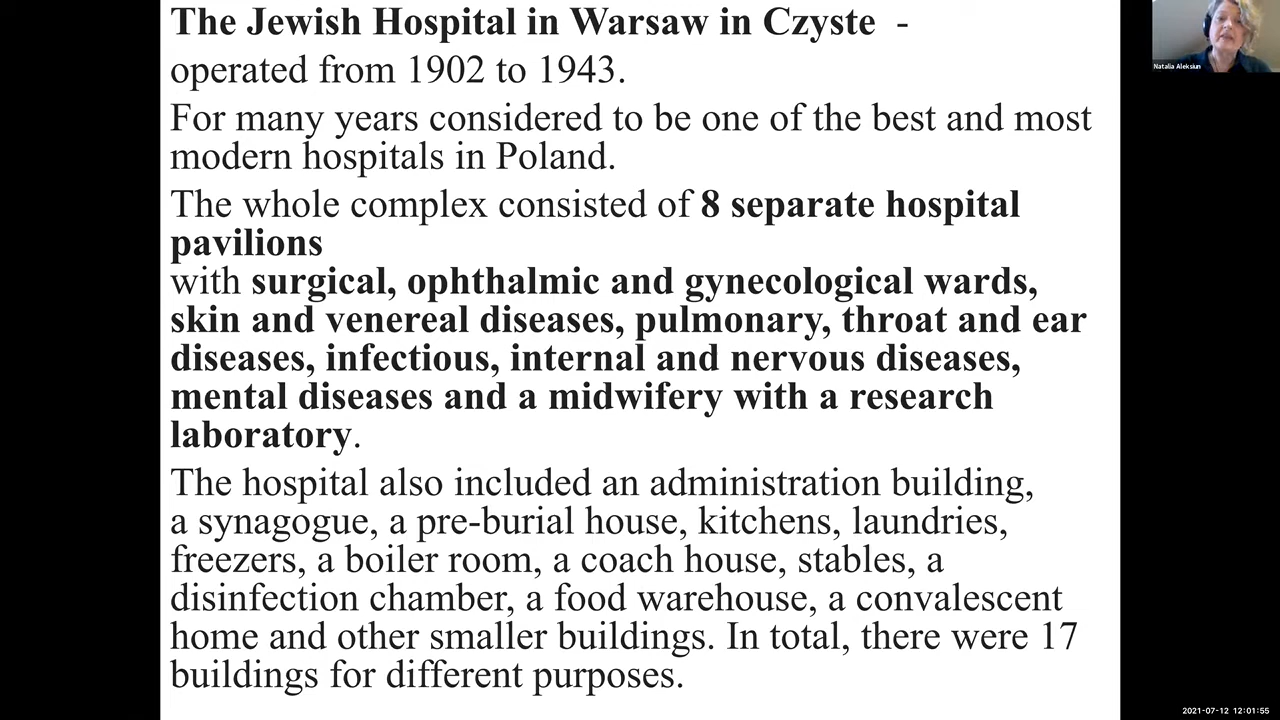 The Jewish Hospital in Warsaw in Czyste -
operated from 1902 to 1943.
For many years considered to be one of the best and most
modern hospitals in Poland.
The whole complex consisted of 8 separate hospital
pavilions
with surgical, ophthalmic and gynecological wards,
skin and venereal diseases, pulmonary, throat and ear
diseases, infectious, internal and nervous diseases,
mental diseases and a midwifery with a research
laboratory.
The hospital also included an administration building,
a synagogue, a pre-burial house, kitchens, laundries,
freezers, a boiler room, a coach house, stables, a
disinfection chamber, a food warehouse, a convalescent
home and other smaller buildings. In total, there were 17
buildings for different purposes.
Natalia Aleksiun
2021-07-12 12:01:55